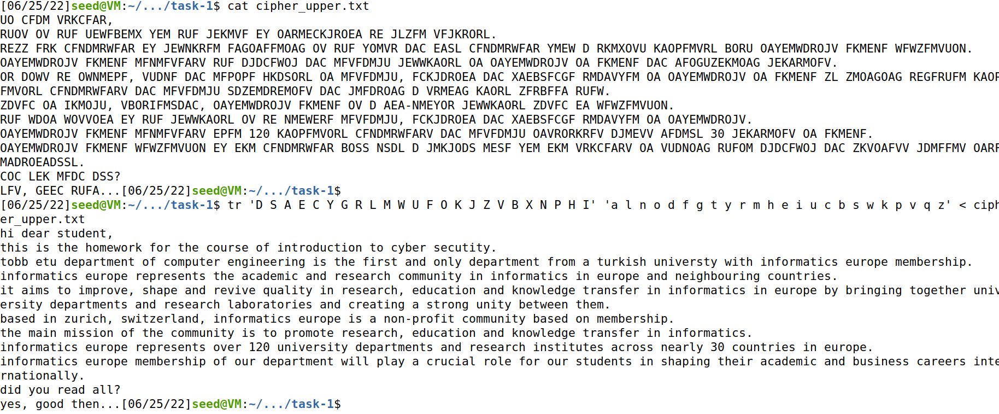 [06/25/22]seed@VM:~/.../task-1$ cat cipher_upper.txt
UO CFDM VRKCFAR,
RUOV OV RUF UEWFBEMX YEM RUF JEKMVF EY OARMECKJROEA RE JLZFM VFJKRORL.
REZZ FRK CFNDMRWFAR EY JEWNKRFM FAGOAFFMOAG OV RUF YOMVR DAC EASL CFNDMRWFAR YMEW D RKMXOVU KAOPFMVRL BORU OAYEMWDROJV FKMENF WFWZFMVUON.
OAYEMWDROJV FKMENF MFNMFVFARV RUF DJDCFWOJ DAC MFVFDMJU JEWWKAORL OA OAYEMWDROJV OA FKMENF DAC AFOGUZEKMOAG JEKARMOFV.
OR DOWV RE OWNMEPF, VUDNF DAC MFPOPF HKDSORL OA MFVFDMJU, FCKJDROEA DAC XAEBSFCGF RMDAVYFM OA OAYEMWDROJV OA FKMENF ZL ZMOAGOAG REGFRUFM KAOP
FMVORL CFNDMRWFARV DAC MFVFDMJU SDZEMDREMOFV DAC JMFDROAG D VRMEAG KAORL ZFRBFFA RUFW.
ZDVFC OA IKMOJU, VBORIFMSDAC, OAYEMWDROJV FKMENF OV D AEA-NMEYOR JEWWKAORL ZDVFC EA WFWZFMVUON.
RUF WDOA WOVVOEA EY RUF JEWWKAORL OV RE NMEWERF MFVFDMJU, FCKJDROEA DAC XAEBSFCGF RMDAVYFM OA OAYEMWDROJV.
OAYEMWDROJV FKMENF MFNMFVFARV EPFM 120 KAOPFMVORL CFNDMRWFARV DAC MFVFDMJU OAVRORKRFV DJMEVV AFDMSL 30 JEKARMOFV OA FKMENF.
OAYEMWDROJV FKMENF WFWZFMVUON EY EKM CFNDMRWFAR BOSS NSDL D JMKJODS MESF YEM EKM VRKCFARV OA VUDNOAG RUFOM DJDCFWOJ DAC ZKVOAFVV JDMFFMV OARF
MADROEADSSL.
COC LEK MFDC DSS?
LFV, GEEC RUFA...[06/25/22]seed@VM:~/.../task-1$
[06/25/22]seed@VM:~/.../task-1$ tr 'D S A E C Y G R L M W U F O K J Z V B X N P H I' 'a l n o d f g t y r m h e i u c b s w k p v q z' < ciph
er_upper.txt
hi dear student,
this is the homework for the course of introduction to cyber secutity.
tobb etu department of computer engineering is the first and only department from a turkish universty with informatics europe membership.
informatics europe represents the academic and research community in informatics in europe and neighbouring countries.
it aims to improve, shape and revive quality in research, education and knowledge transfer in informatics in europe by bringing together univ
ersity departments and research laboratories and creating a strong unity between them.
based in zurich, switzerland, informatics europe is a non-profit community based on membership.
the main mission of the community is to promote research, education and knowledge transfer in informatics.
informatics europe represents over 120 university departments and research institutes across nearly 30 countries in europe.
informatics europe membership of our department will play a crucial role for our students in shaping their academic and business careers inte
rnationally.
did you read all?
yes, good then...[06/25/22]seed@VM:~/.../task-1$